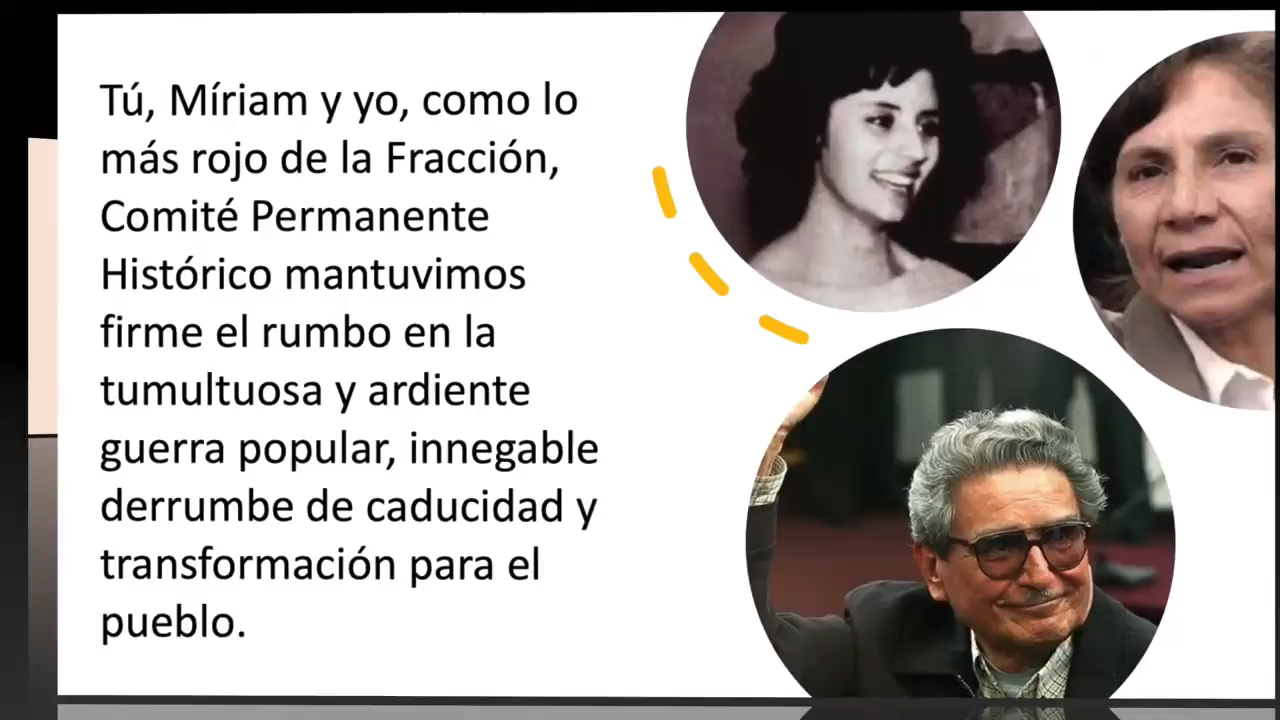 Tú, Míriam y yo, como lo
más rojo de la Fracción,
Comité Permanente
Histórico mantuvimos
firme el rumbo en la
tumultuosa y ardiente
guerra popular, innegable
derrumbe de caducidad y
transformación para el
pueblo.